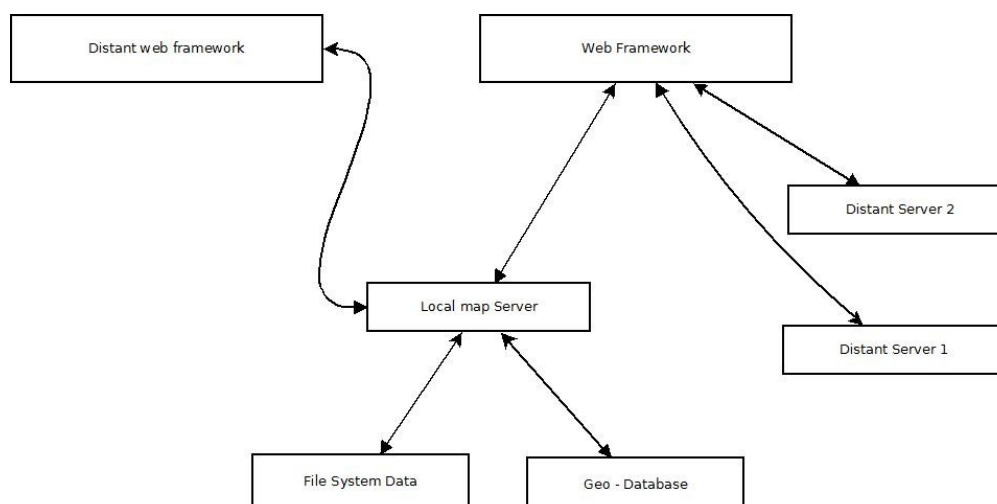 Distant web framework
Web Framework
Distant Server 2
Local map Server
Distant Server 1
File System Data
Geo - Database